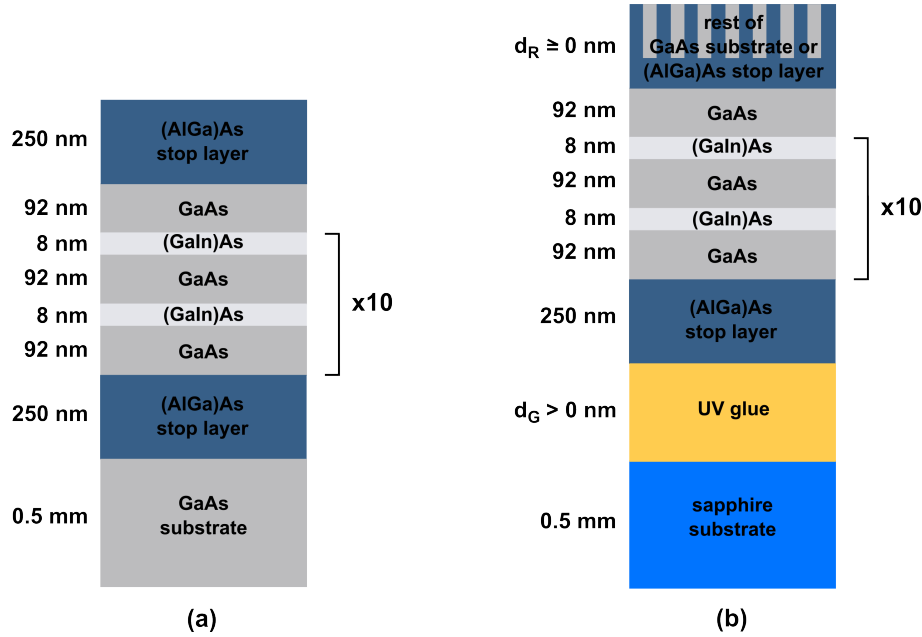 (AlGa)As
stop layer
250 nm
GaAs
92 nm
(GaIn)As
8 nm
GaAs
92 nm
(GaIn)As
8 nm
GaAs
92 nm
x10
(AlGa)As
stop layer
250 nm
GaAs
substrate
0.5 mm
(a)
rest of
GaAs substrate or
(AlGa)As stop layer
dR ≥ 0 nm
GaAs
92 nm
(GaIn)As
8 nm
GaAs
92 nm
(GaIn)As
8 nm
GaAs
92 nm
x10
(AlGa)As
stop layer
250 nm
UV glue
dG > 0 nm
sapphire
substrate
0.5 mm
(b)